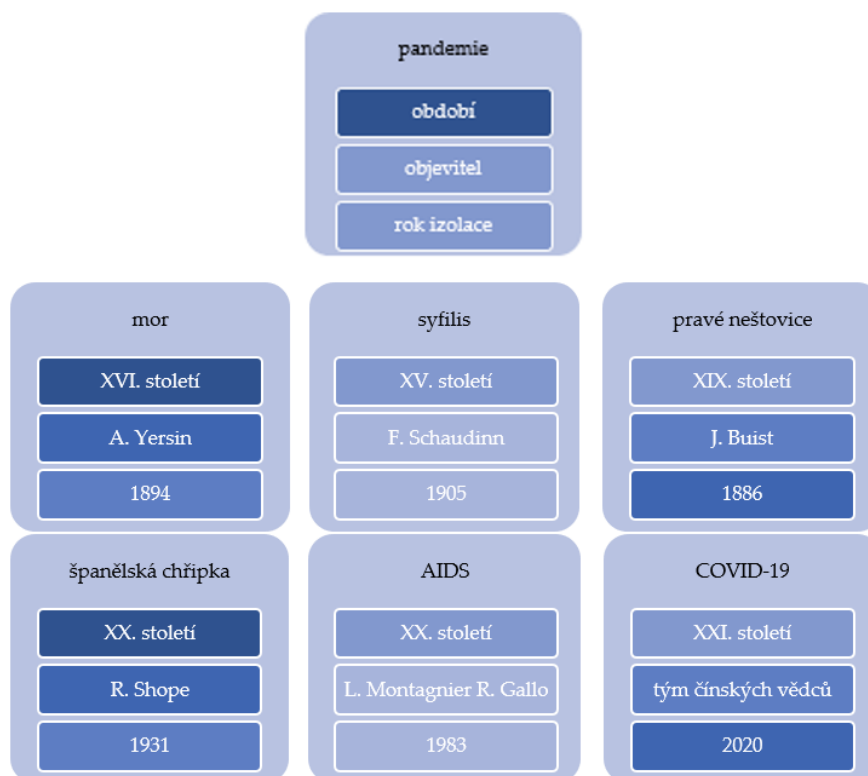 pandemie
období
objevitel
rok izolace
mor
XVI. století
A. Yersin
1894
syfilis
XV. století
F. Schaudinn
1905
pravé neštovice
XIX. století
J. Buist
1886
španělská chřipka
XX. století
R. Shope
1931
AIDS
XX. století
L. Montagnier R. Gallo
1983
COVID-19
XXI. století
tým čínských vědců
2020